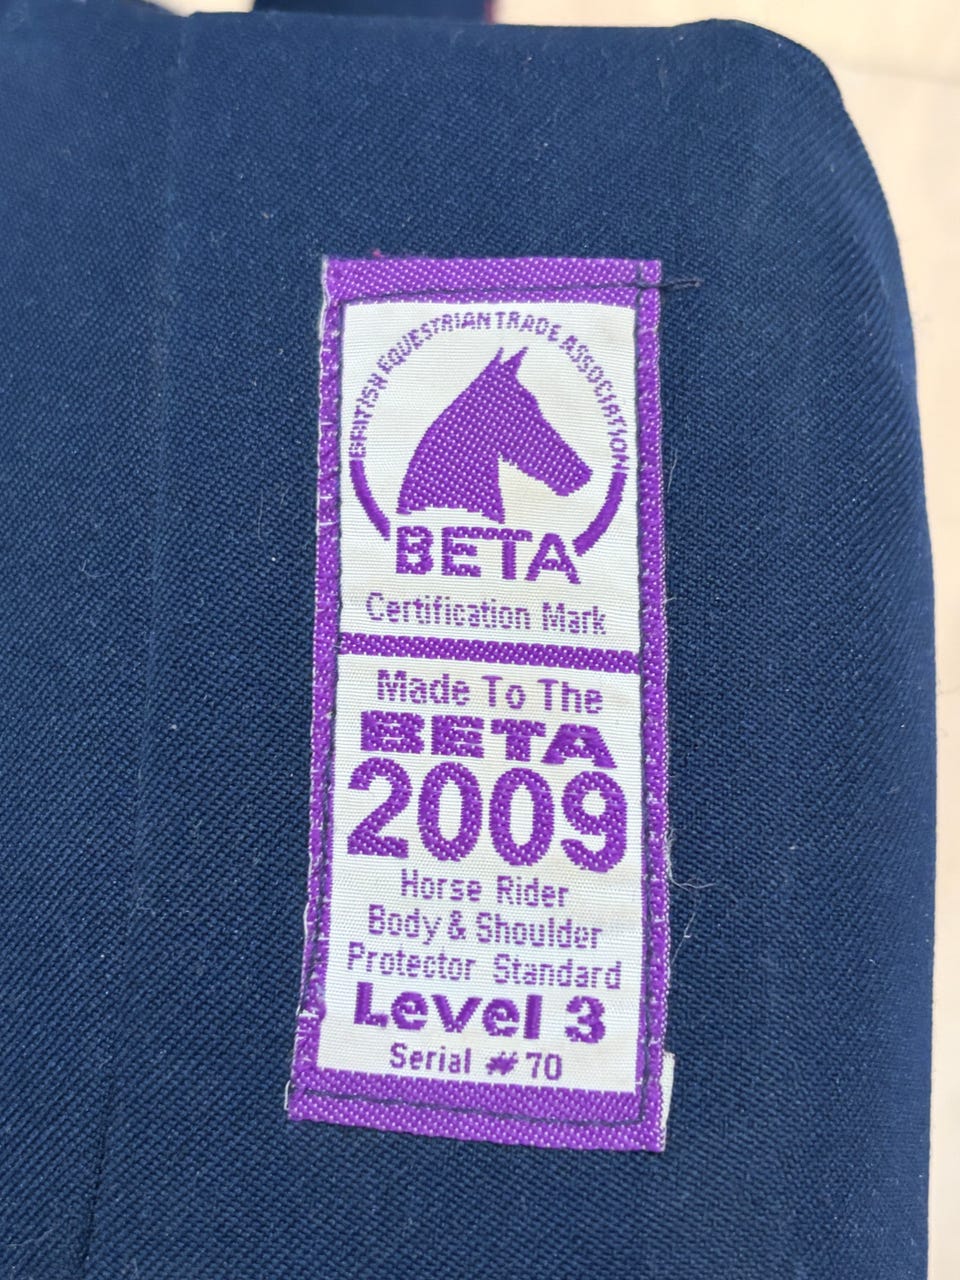 BRITISH EQUESTRIAN TRADE ASSOCIATION
BETA
Certification Mark
Made To The
BETA
2009
Horse Rider
Body & Shoulder
Protector Standard
Level 3
Serial # 70